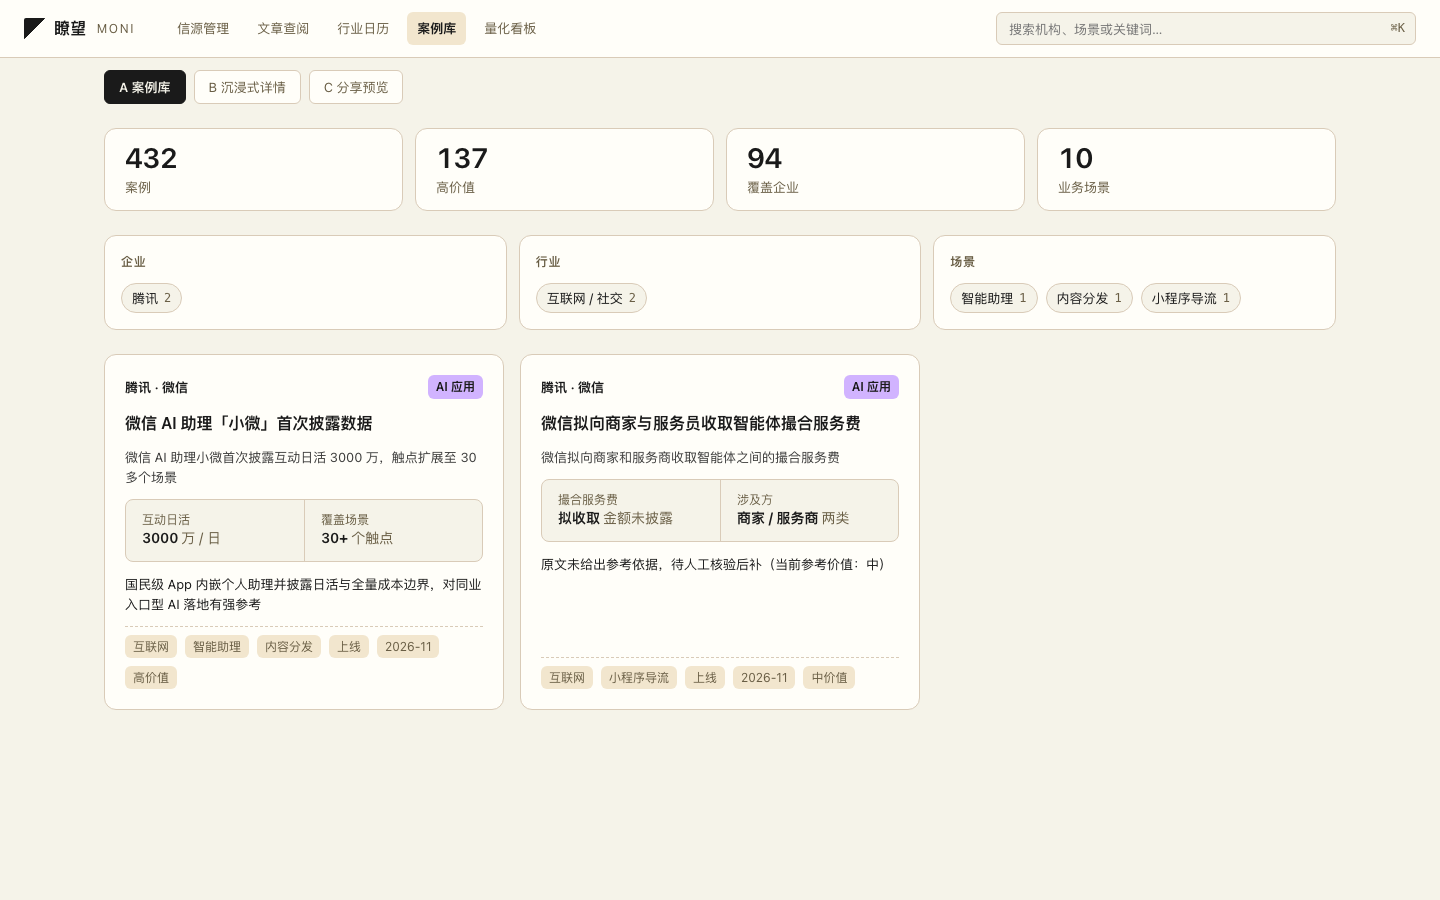 瞭望 MONI 信源管理 文章查阅 行业日历 案例库 量化看板 搜索机构、场景或关键词... ⌘K
A 案例库 B 沉浸式详情 C 分享预览
432 137 94 10
案例 高价值 覆盖企业 业务场景
企业 行业 场景
腾讯 2 互联网 / 社交 2 智能助理 1 内容分发 1 小程序导流 1
腾讯 · 微信 AI 应用
微信 AI 助理「小微」首次披露数据
微信 AI 助理小微首次披露互动日活 3000 万，触点扩展至 30
多个场景
互动日活 覆盖场景
3000 万 / 日 30+ 个触点
国民级 App 内嵌个人助理并披露日活与全量成本边界，对同业
入口型 AI 落地有强参考
互联网 智能助理 内容分发 上线 2026-11
高价值
腾讯 · 微信 AI 应用
微信拟向商家与服务员收取智能体撮合服务费
微信拟向商家和服务商收取智能体之间的撮合服务费
撮合服务费 涉及方
拟收取 金额未披露 商家 / 服务商 两类
原文未给出参考依据，待人工核验后补（当前参考价值：中）
互联网 小程序导流 上线 2026-11 中价值